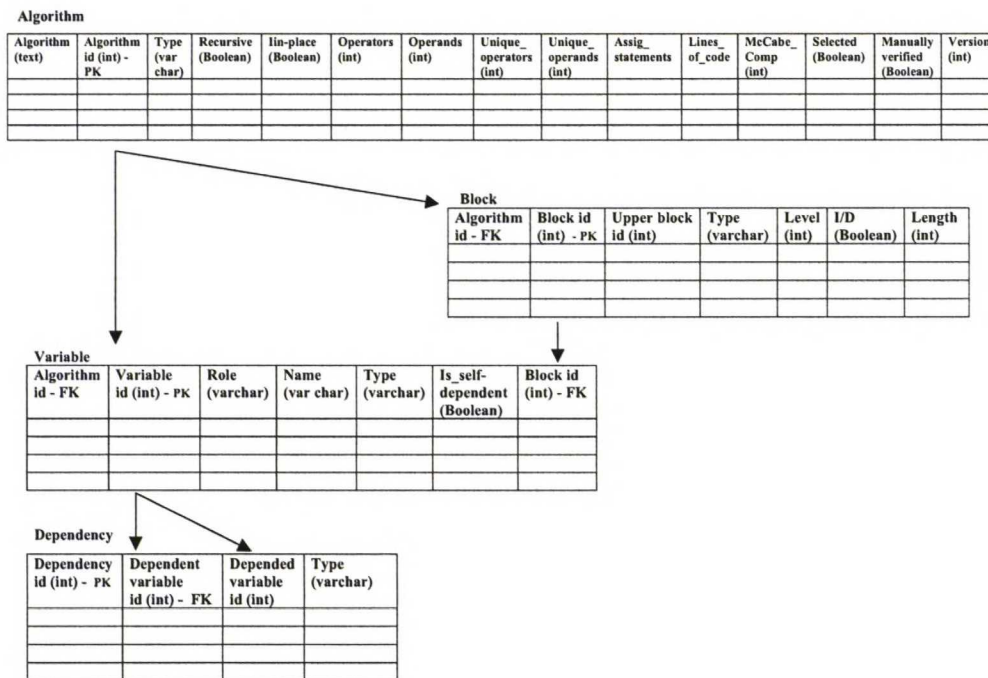 Algorithm
Algorithm (text) Algorithm id (int) - PK Type (var char) Recursive (Boolean) Iin-place (Boolean) Operators (int) Operands (int) Unique_ operators (int) Unique_ operands (int) Assig_ statements Lines_ of_code McCabe_ Comp (int) Selected (Boolean) Manually verified (Boolean) Version (int)
Block
Algorithm id - FK Block id (int) - PK Upper block id (int) Type (varchar) Level (int) I/D (Boolean) Length (int)
Variable
Algorithm id - FK Variable id (int) - PK Role (varchar) Name (var char) Type (varchar) Is_self- dependent (Boolean) Block id (int) - FK
Dependency
Dependency id (int) - PK Dependent variable id (int) - FK Depended variable id (int) Type (varchar)